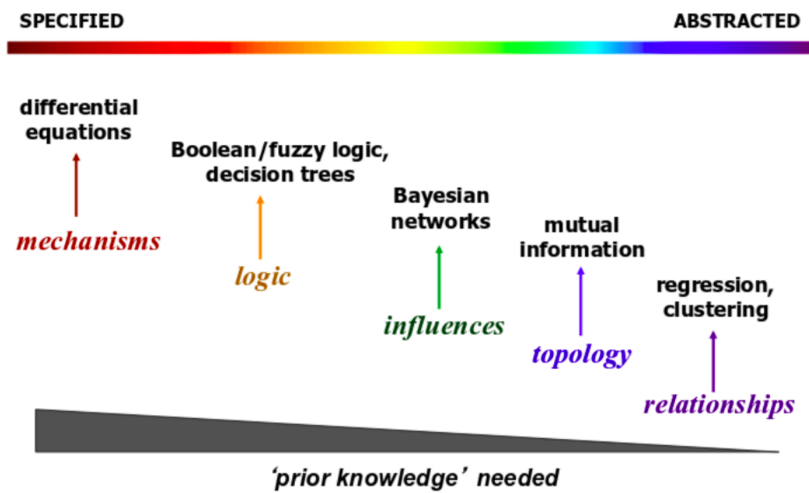 SPECIFIED
ABSTRACTED
differential
equations
mechanisms
Boolean/fuzzy logic,
decision trees
logic
Bayesian
networks
influences
mutual
information
topology
regression,
clustering
relationships
‘prior knowledge’ needed